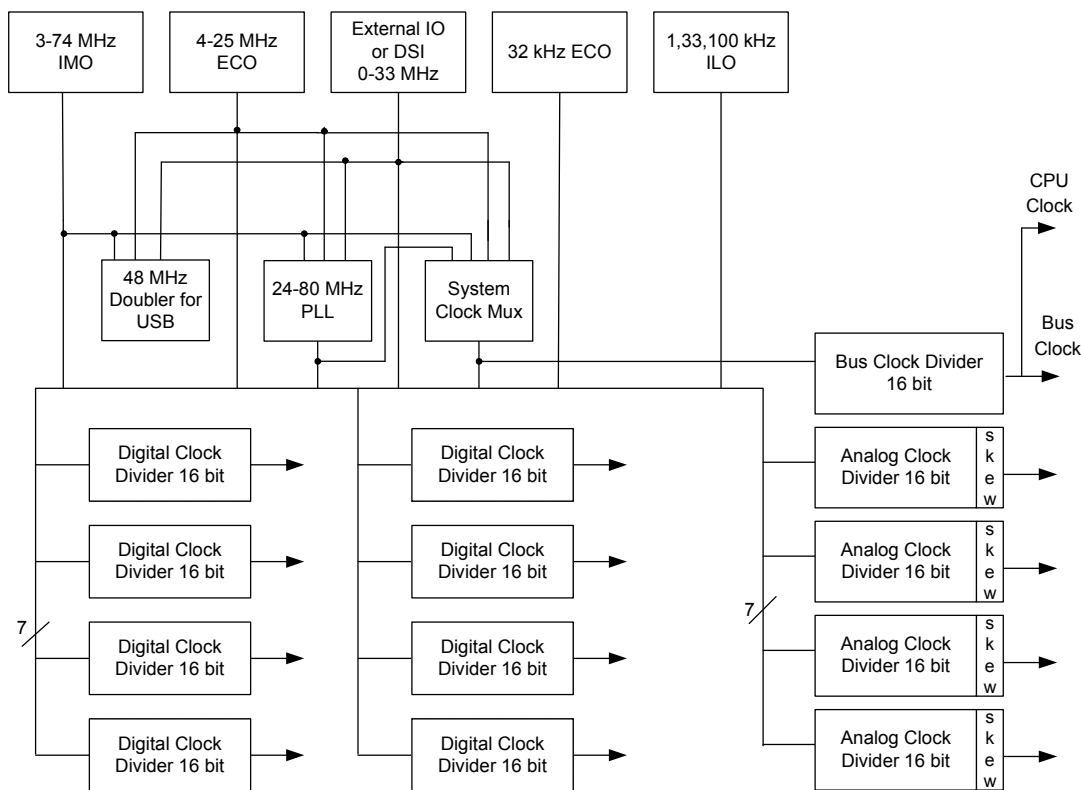 3-74 MHz
IMO
4-25 MHz
ECO
External IO
or DSI
0-33 MHz
32 kHz ECO
1,33,100 kHz
ILO
CPU
Clock
48 MHz
Doubler for
USB
24-80 MHz
PLL
System
Clock Mux
Bus
Clock
Bus Clock Divider
16 bit
Digital Clock
Divider 16 bit
Digital Clock
Divider 16 bit
Analog Clock
Divider 16 bit
s
k
e
w
Digital Clock
Divider 16 bit
Digital Clock
Divider 16 bit
Analog Clock
Divider 16 bit
s
k
e
w
7
7
Digital Clock
Divider 16 bit
Digital Clock
Divider 16 bit
Analog Clock
Divider 16 bit
s
k
e
w
Digital Clock
Divider 16 bit
Digital Clock
Divider 16 bit
Analog Clock
Divider 16 bit
s
k
e
w